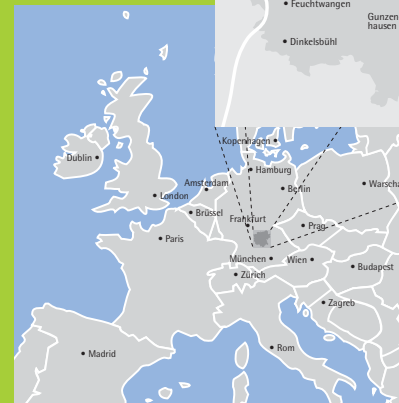 Feuchtwangen
Gunzen
hausen
Dinkelsbühl
Kopenhagen
Hamburg
Dublin
Amsterdam
Berlin
Warscha
London
Brüssel
Frankfurt
Prag
Paris
München
Wien
Budapest
Zürich
Zagreb
Rom
Madrid